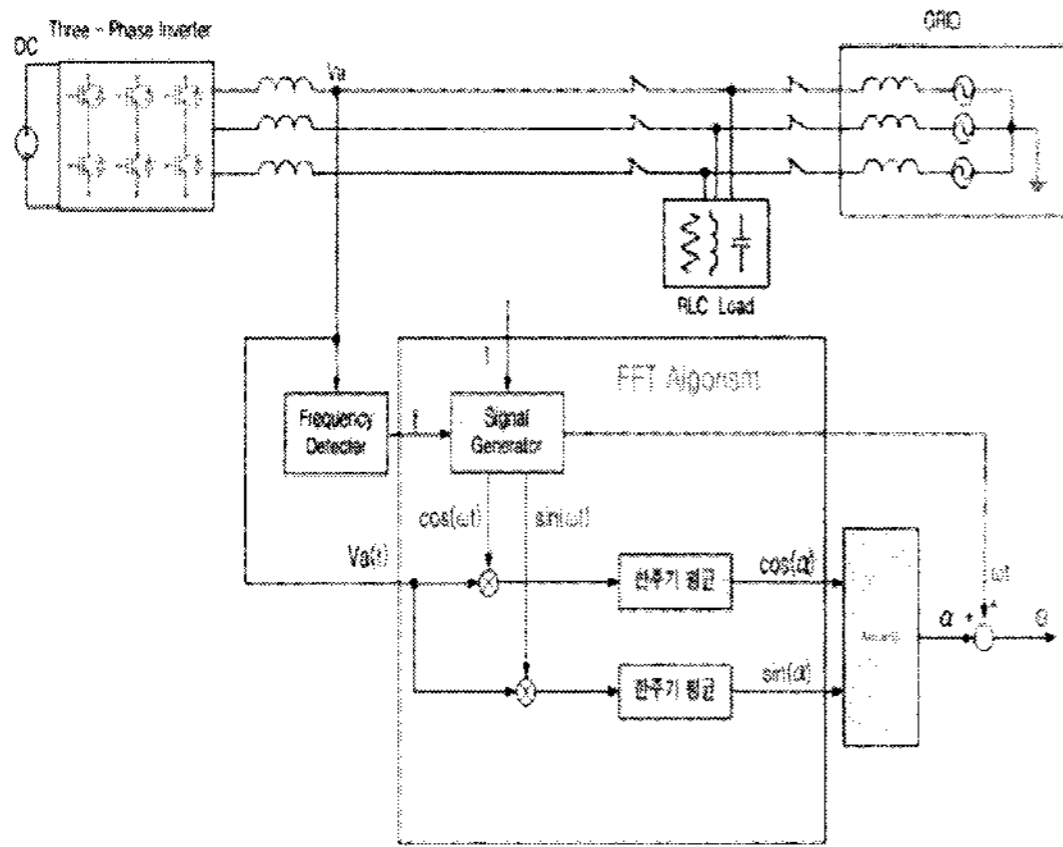 Three - Phase Inverter
DC
Va
GRID
RLC Load
FFT Algorism
Frequency
Detector
f
Signal
Generator
cos(ωt)
sin(ωt)
Va(t)
한주기 평균
cos(α)
한주기 평균
sin(α)
ωt
α
+
+
θ